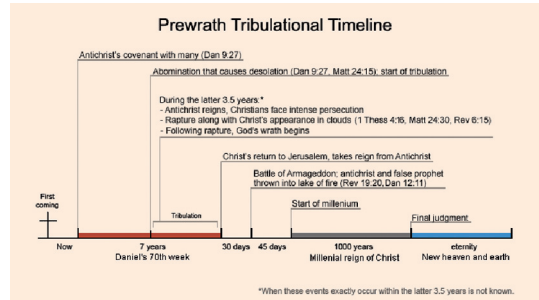 Prewrath Tribulational Timeline
Antichrist's covenant with many (Dan 9:27)
Abomination that causes desolation (Dan 9:27, Matt 24:15); start of tribulation
During the latter 3.5 years:*
- Antichrist reigns, Christians face intense persecution
- Rapture along with Christ's appearance in clouds (1 Thess 4:16, Matt 24:30, Rev 6:15)
- Following rapture, God's wrath begins
Christ's return to Jerusalem, takes reign from Antichrist
Battle of Armageddon; antichrist and false prophet
thrown into lake of fire (Rev 19:20, Dan 12:11)
First
coming
Tribulation
Start of millenium
Final judgment
Now
7 years
30 days
45 days
1000 years
eternity
Daniel's 70th week
Millenial reign of Christ
New heaven and earth
*When these events exactly occur within the latter 3.5 years is not known.